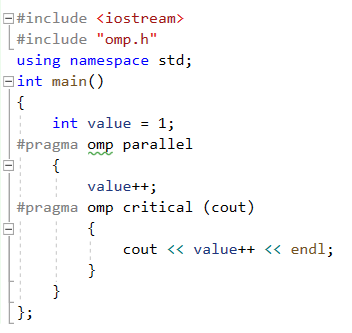 #include <iostream>
#include "omp.h"
using namespace std;
int main()
{
    int value = 1;
#pragma omp parallel
    {
        value++;
#pragma omp critical (cout)
        {
            cout << value++ << endl;
        }
    }
};